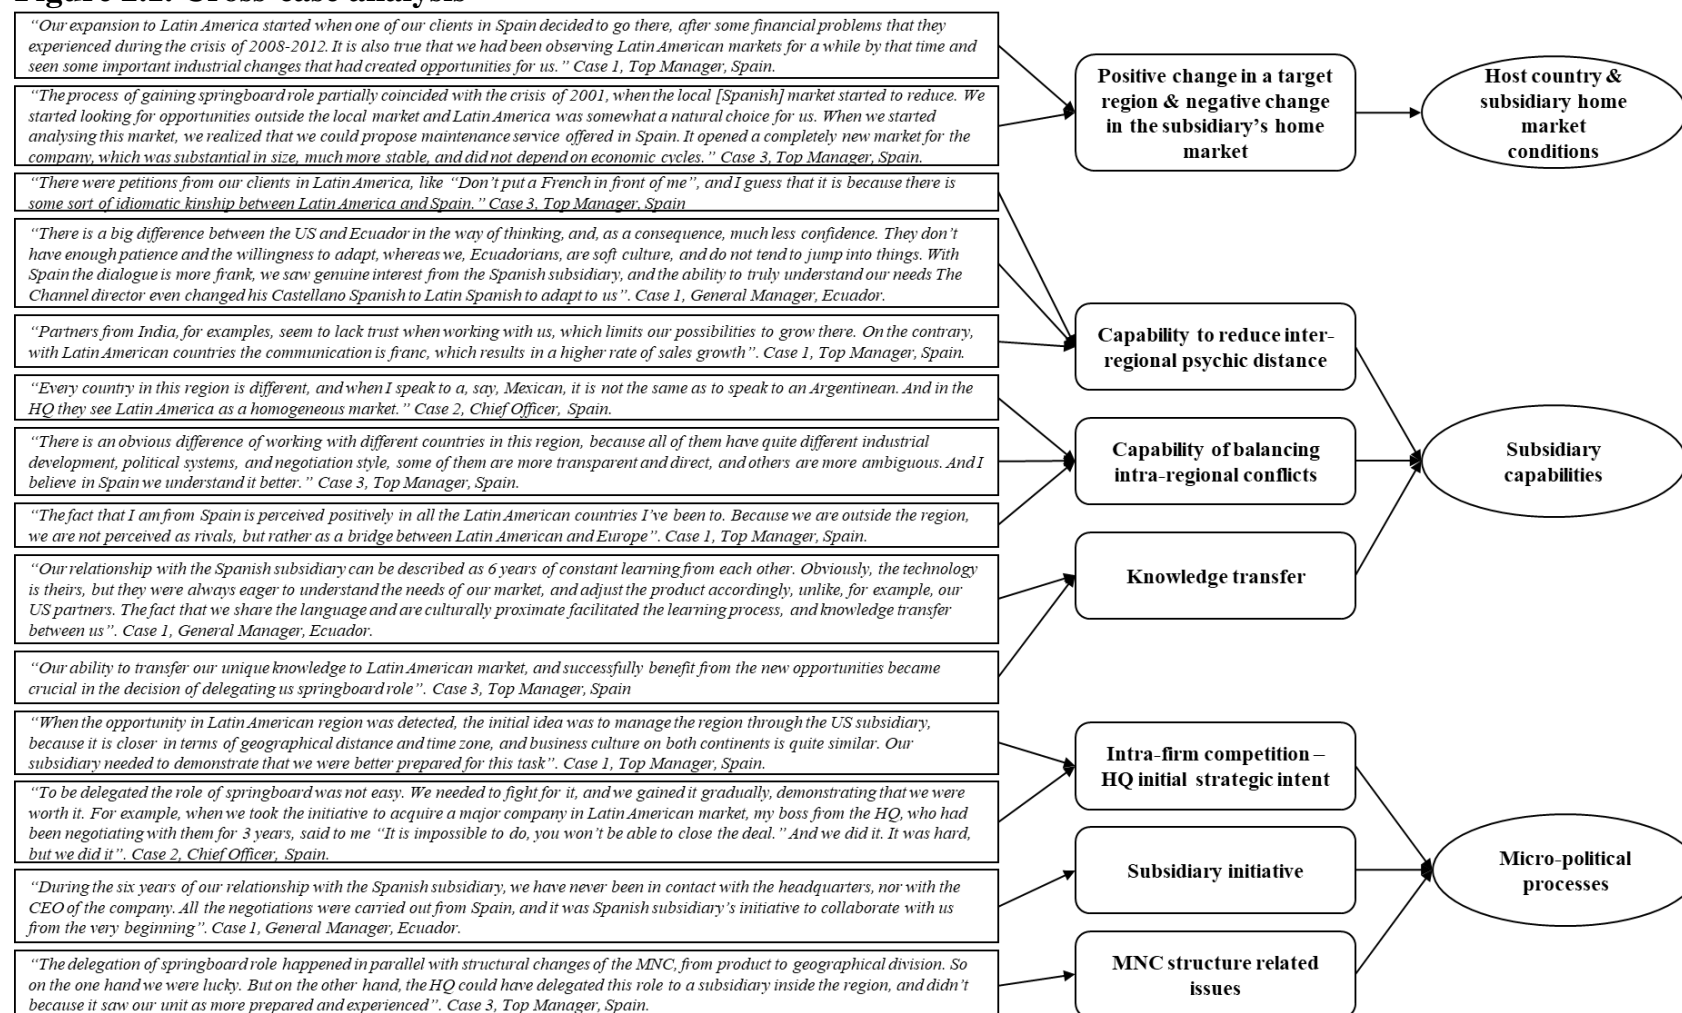 Figure 2.2. Cross-case analysis
“Our expansion to Latin America started when one of our clients in Spain decided to go there, after some financial problems that they
experienced during the crisis of 2008-2012. It is also true that we had been observing Latin American markets for a while by that time and
seen some important industrial changes that had created opportunities for us.” Case 1, Top Manager, Spain.
“The process of gaining springboard role partially coincided with the crisis of 2001, when the local [Spanish] market started to reduce. We
started looking for opportunities outside the local market and Latin America was somewhat a natural choice for us. When we started
analysing this market, we realized that we could propose maintenance service offered in Spain. It opened a completely new market for the
company, which was substantial in size, much more stable, and did not depend on economic cycles.” Case 3, Top Manager, Spain.
“There were petitions from our clients in Latin America, like “Don’t put a French in front of me”, and I guess that it is because there is
some sort of idiomatic kinship between Latin America and Spain.” Case 3, Top Manager, Spain
“There is a big difference between the US and Ecuador in the way of thinking, and, as a consequence, much less confidence. They don’t
have enough patience and the willingness to adapt, whereas we, Ecuadorians, are soft culture, and do not tend to jump into things. With
Spain the dialogue is more frank, we saw genuine interest from the Spanish subsidiary, and the ability to truly understand our needs The
Channel director even changed his Castellano Spanish to Latin Spanish to adapt to us”. Case 1, General Manager, Ecuador.
“Partners from India, for examples, seem to lack trust when working with us, which limits our possibilities to grow there. On the contrary,
with Latin American countries the communication is franc, which results in a higher rate of sales growth”. Case 1, Top Manager, Spain.
“Every country in this region is different, and when I speak to a, say, Mexican, it is not the same as to speak to an Argentinean. And in the
HQ they see Latin America as a homogeneous market.” Case 2, Chief Officer, Spain.
“There is an obvious difference of working with different countries in this region, because all of them have quite different industrial
development, political systems, and negotiation style, some of them are more transparent and direct, and others are more ambiguous. And I
believe in Spain we understand it better.” Case 3, Top Manager, Spain.
“The fact that I am from Spain is perceived positively in all the Latin American countries I’ve been to. Because we are outside the region,
we are not perceived as rivals, but rather as a bridge between Latin American and Europe”. Case 1, Top Manager, Spain.
“Our relationship with the Spanish subsidiary can be described as 6 years of constant learning from each other. Obviously, the technology
is theirs, but they were always eager to understand the needs of our market, and adjust the product accordingly, unlike, for example, our
US partners. The fact that we share the language and are culturally proximate facilitated the learning process, and knowledge transfer
between us”. Case 1, General Manager, Ecuador.
“Our ability to transfer our unique knowledge to Latin American market, and successfully benefit from the new opportunities became
crucial in the decision of delegating us springboard role”. Case 3, Top Manager, Spain
“When the opportunity in Latin American region was detected, the initial idea was to manage the region through the US subsidiary,
because it is closer in terms of geographical distance and time zone, and business culture on both continents is quite similar. Our
subsidiary needed to demonstrate that we were better prepared for this task”. Case 1, Top Manager, Spain.
“To be delegated the role of springboard was not easy. We needed to fight for it, and we gained it gradually, demonstrating that we were
worth it. For example, when we took the initiative to acquire a major company in Latin American market, my boss from the HQ, who had
been negotiating with them for 3 years, said to me “It is impossible to do, you won’t be able to close the deal.” And we did it. It was hard,
but we did it”. Case 2, Chief Officer, Spain.
“During the six years of our relationship with the Spanish subsidiary, we have never been in contact with the headquarters, nor with the
CEO of the company. All the negotiations were carried out from Spain, and it was Spanish subsidiary’s initiative to collaborate with us
from the very beginning”. Case 1, General Manager, Ecuador.
“The delegation of springboard role happened in parallel with structural changes of the MNC, from product to geographical division. So
on the one hand we were lucky. But on the other hand, the HQ could have delegated this role to a subsidiary inside the region, and didn’t
because it saw our unit as more prepared and experienced”. Case 3, Top Manager, Spain.
Positive change in a target
region & negative change
in the subsidiary’s home
market
Capability to reduce inter-
regional psychic distance
Capability of balancing
intra-regional conflicts
Knowledge transfer
Intra-firm competition –
HQ initial strategic intent
Subsidiary initiative
MNC structure related
issues
Host country &
subsidiary home
market
conditions
Subsidiary
capabilities
Micro-political
processes